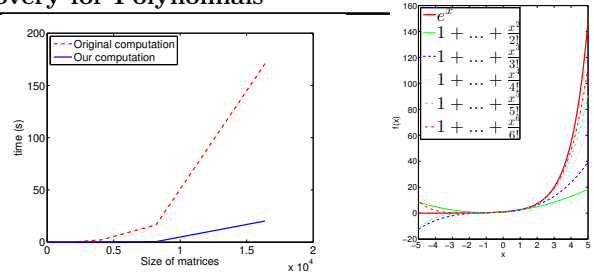 overy for Polynomials
200
150
100
50
0
time (s)
Original computation
Our computation
0 0.5 1 1.5 2
Size of matrices
x 10^4
160
140
120
100
80
60
40
20
0
−20
f(x)
e^x
1 + ... + x^2/2!
1 + ... + x^3/3!
1 + ... + x^4/4!
1 + ... + x^5/5!
1 + ... + x^6/6!
−5 −4 −3 −2 −1 0 1 2 3 4 5
x